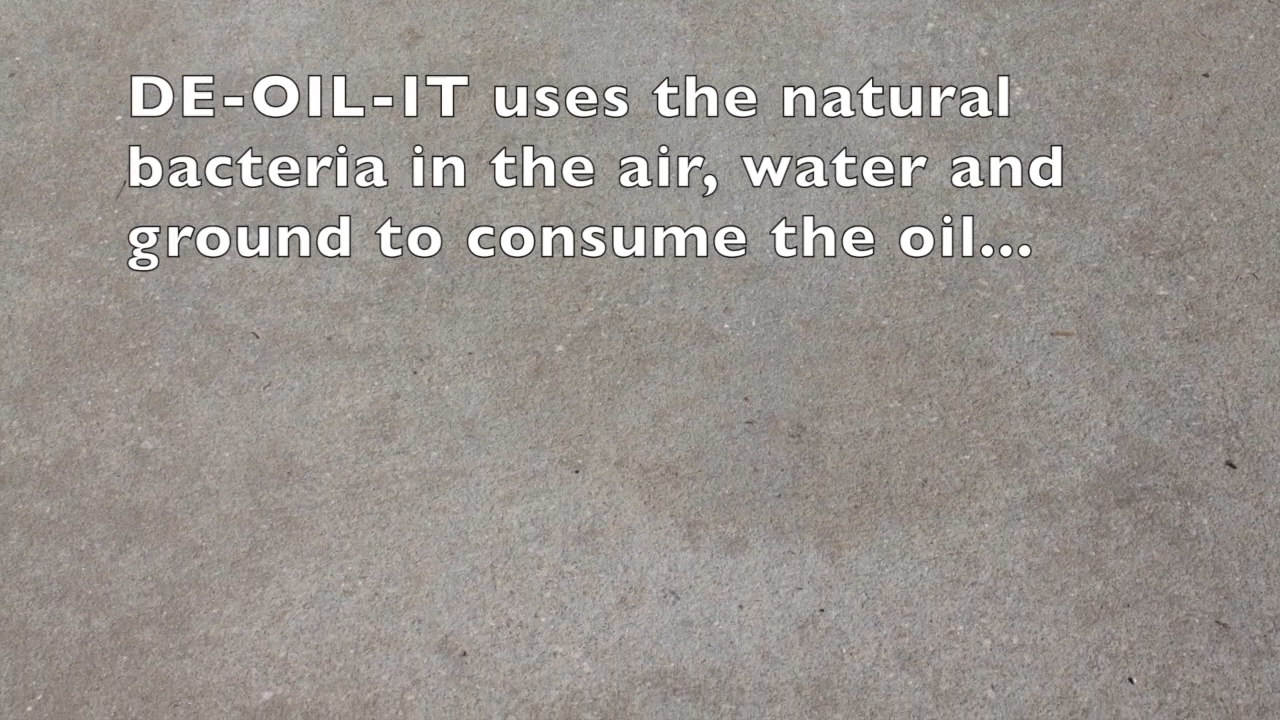 DE-OIL-IT uses the natural
bacteria in the air, water and
ground to consume the oil...